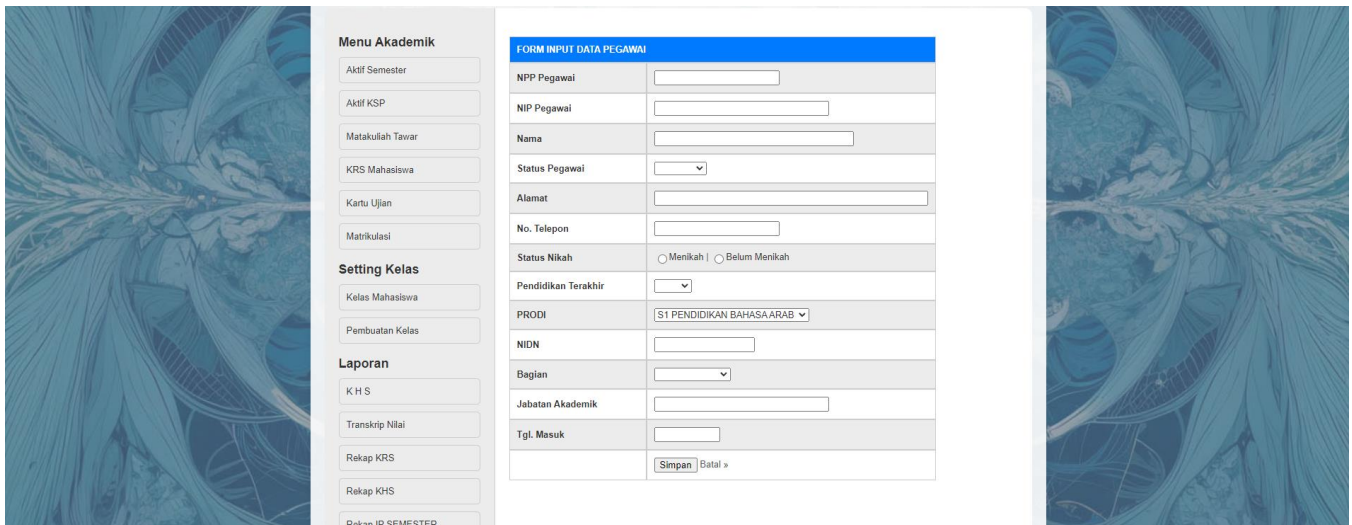 Menu Akademik
Aktif Semester
Aktif KSP
Matakuliah Tawar
KRS Mahasiswa
Kartu Ujian
Matrikulasi
Setting Kelas
Kelas Mahasiswa
Pembuatan Kelas
Laporan
K H S
Transkrip Nilai
Rekap KRS
Rekap KHS
Rekap IP SEMESTER
FORM INPUT DATA PEGAWAI
NPP Pegawai
NIP Pegawai
Nama
Status Pegawai
Alamat
No. Telepon
Status Nikah Menikah | Belum Menikah
Pendidikan Terakhir
PRODI S1 PENDIDIKAN BAHASA ARAB
NIDN
Bagian
Jabatan Akademik
Tgl. Masuk
Simpan Batal »